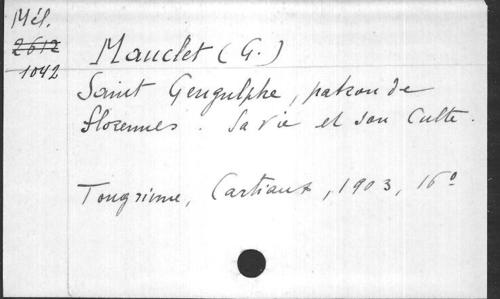 Mél.
2612
1042
Mauclet (G.)
Saint Gengulphe, patron de
Florennes. Sa vie et son culte.
Tongrinne, Cartiaux, 1903, 16°